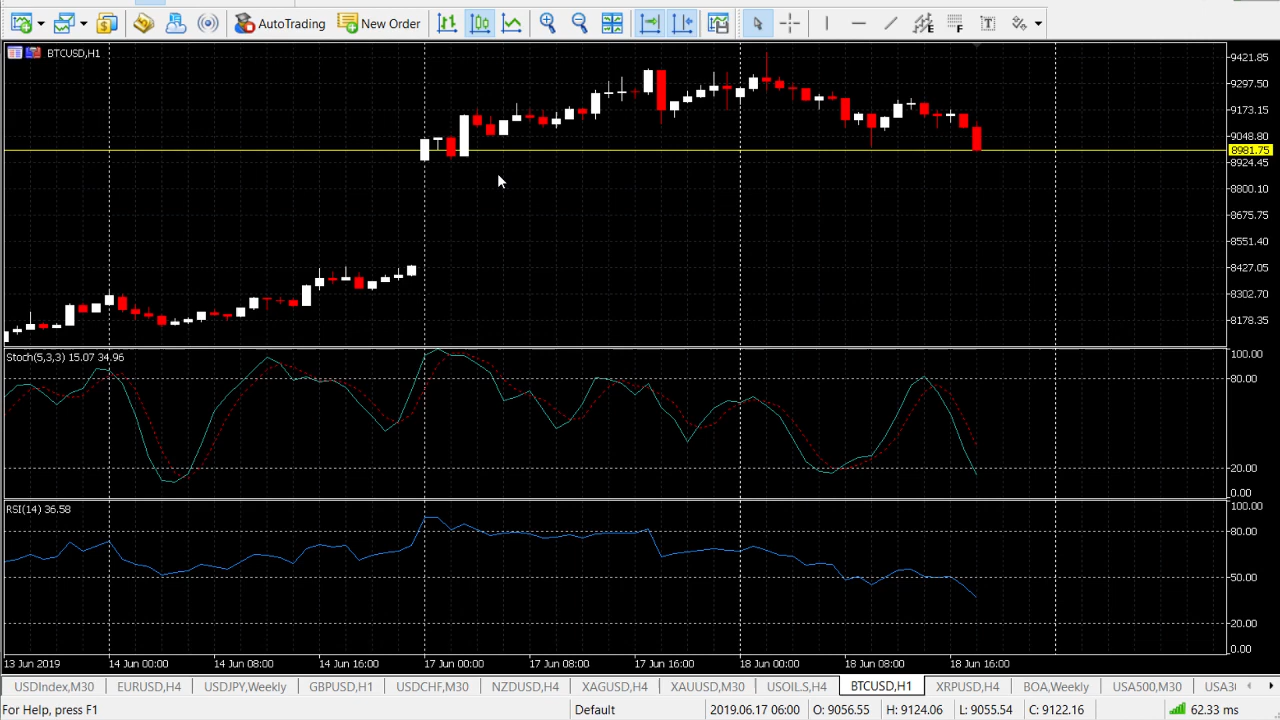 AutoTrading New Order
E F T
BTCUSD,H1
9421.85
9297.50
9173.15
9048.80
8981.75
8924.45
8800.10
8675.75
8551.40
8427.05
8302.70
8178.35
Stoch(5,3,3) 15.07 34.96
100.00
80.00
20.00
0.00
RSI(14) 36.58
100.00
80.00
50.00
20.00
0.00
13 Jun 2019 14 Jun 00:00 14 Jun 08:00 14 Jun 16:00 17 Jun 00:00 17 Jun 08:00 17 Jun 16:00 18 Jun 00:00 18 Jun 08:00 18 Jun 16:00
USDIndex,M30 EURUSD,H4 USDJPY,Weekly GBPUSD,H1 USDCHF,M30 NZDUSD,H4 XAGUSD,H4 XAUUSD,M30 USOILS,H4 BTCUSD,H1 XRPUSD,H4 BOA,Weekly USA500,M30
For Help, press F1 Default 2019.06.17 06:00 O: 9056.55 H: 9124.06 L: 9055.54 C: 9122.16 62.33 ms